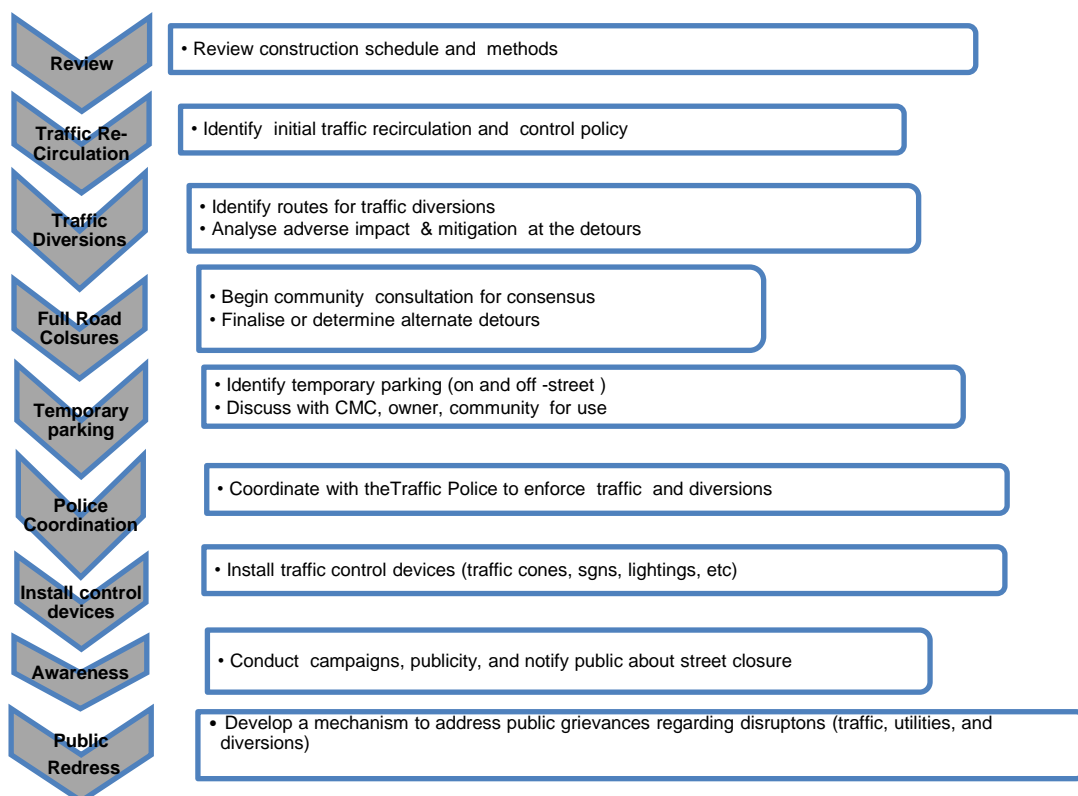 Review
• Review construction schedule and methods
Traffic Re-
Circulation
• Identify initial traffic recirculation and control policy
Traffic
Diversions
• Identify routes for traffic diversions
• Analyse adverse impact & mitigation at the detours
Full Road
Colsures
• Begin community consultation for consensus
• Finalise or determine alternate detours
Temporary
parking
• Identify temporary parking (on and off -street )
• Discuss with CMC, owner, community for use
Police
Coordination
• Coordinate with theTraffic Police to enforce traffic and diversions
Install control
devices
• Install traffic control devices (traffic cones, sgns, lightings, etc)
Awareness
• Conduct campaigns, publicity, and notify public about street closure
Public
Redress
• Develop a mechanism to address public grievances regarding disruptons (traffic, utilities, and
diversions)